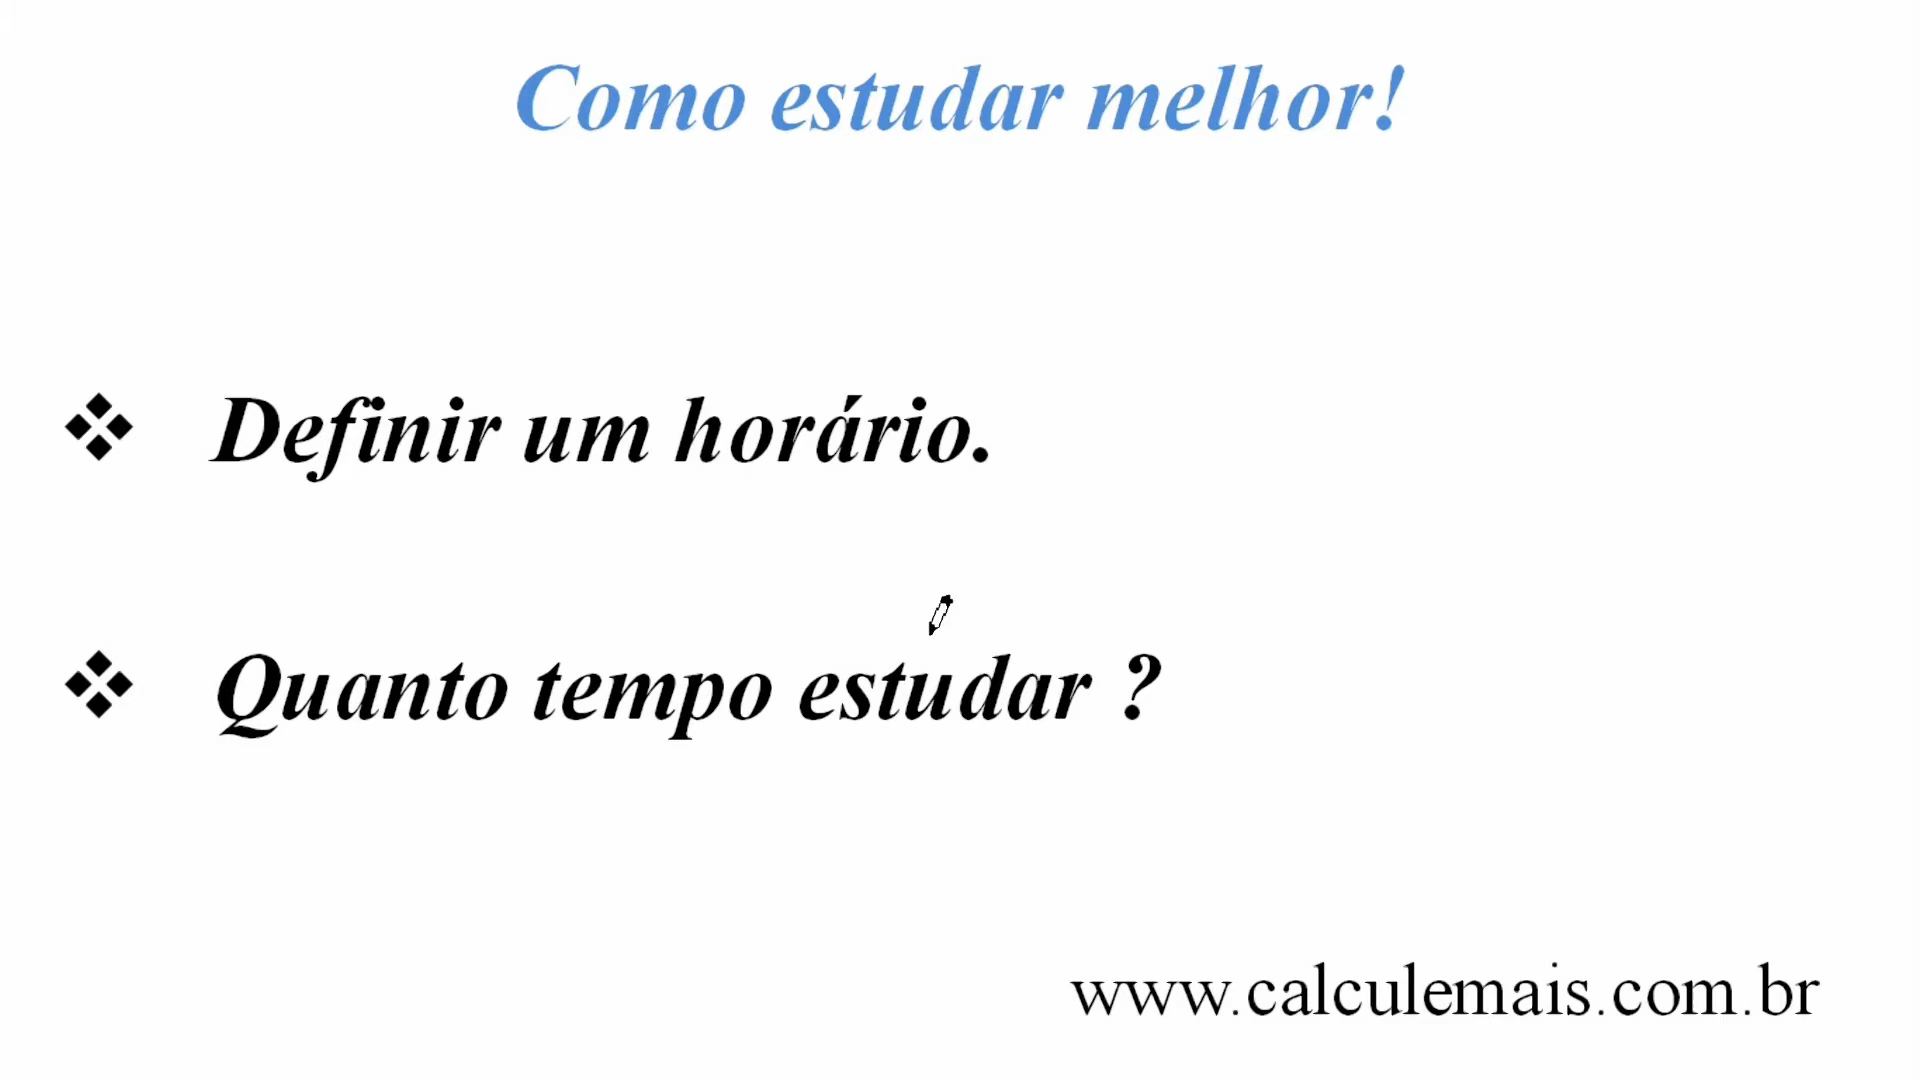 Como estudar melhor!
Definir um horário.
Quanto tempo estudar ?
www.calculemais.com.br